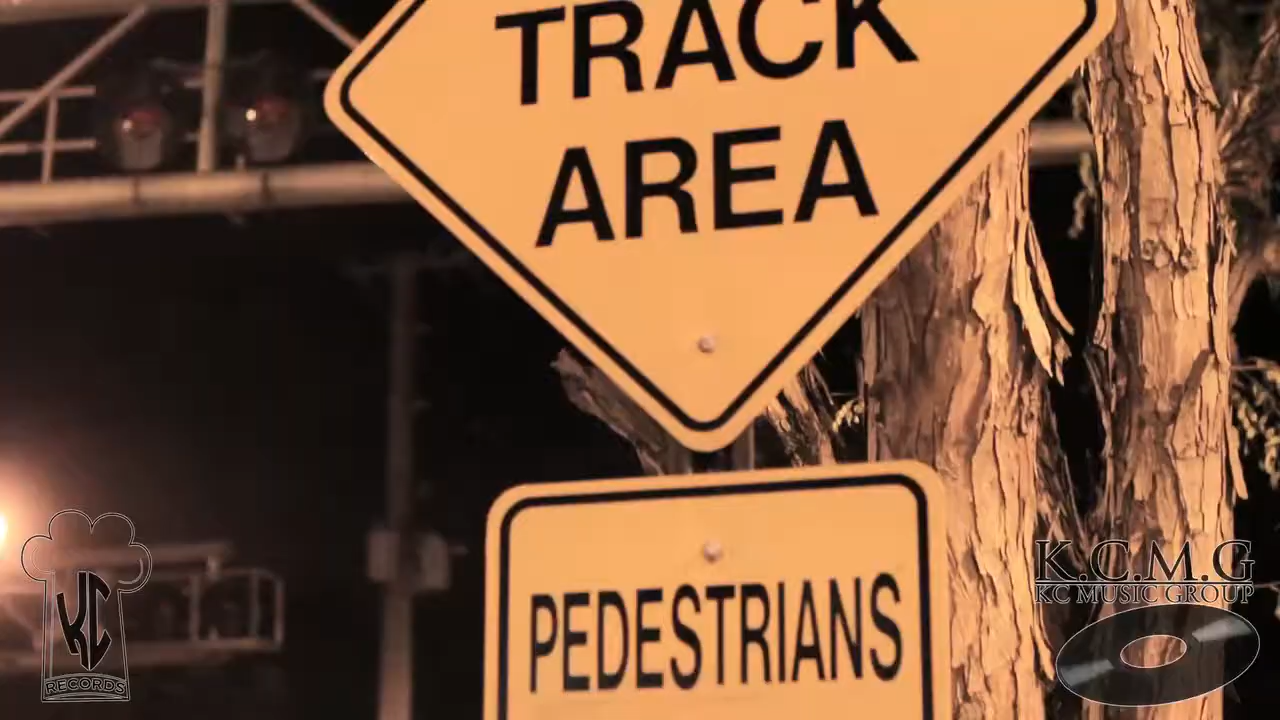 TRACK
AREA
PEDESTRIANS
KC
RECORDS
K.C.M.G
KC MUSIC GROUP